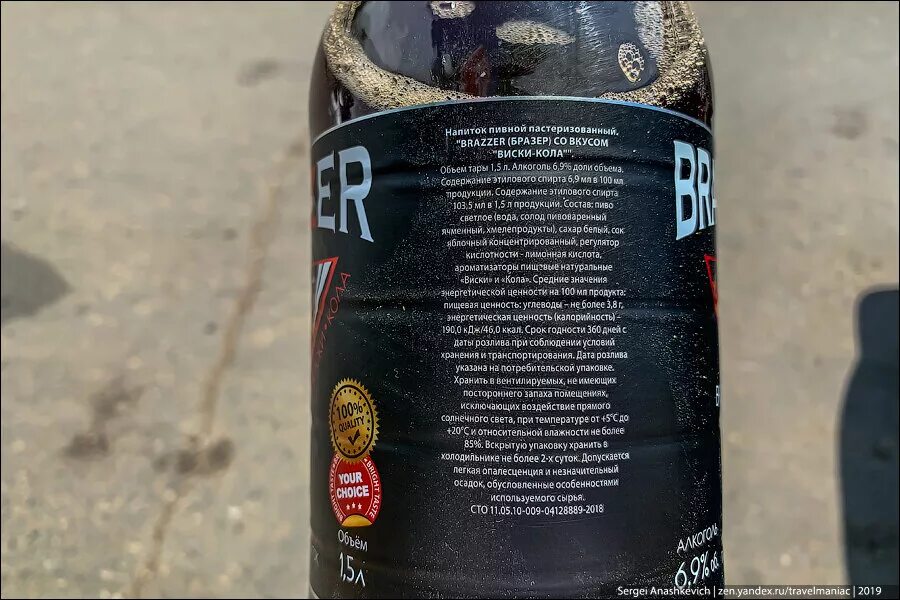 Напиток пивной пастеризованный.
"BRAZZER (БРАЗЕР) СО ВКУСОМ
"ВИСКИ-КОЛА"".
Объем тары 1,5 л. Алкоголь 6,9% доли объема.
Содержание этилового спирта 6,9 мл в 100 мл
продукции. Содержание этилового спирта
103,5 мл в 1,5 л продукции. Состав: пиво
светлое (вода, солод пивоваренный
ячменный, хмелепродукты), сахар белый, сок
яблочный концентрированный, регулятор
кислотности - лимонная кислота,
ароматизаторы пищевые натуральные
«Виски» и «Кола». Средние значения
энергетической ценности на 100 мл продукта:
пищевая ценность: углеводы – не более 3,8 г,
энергетическая ценность (калорийность) –
190,0 кДж/46,0 ккал. Срок годности 360 дней с
даты розлива при соблюдении условий
хранения и транспортирования. Дата розлива
указана на потребительской упаковке.
Хранить в вентилируемых, не имеющих
постороннего запаха помещениях,
исключающих воздействие прямого
солнечного света, при температуре от +5°С до
+20°С и относительной влажности не более
85%. Вскрытую упаковку хранить в
холодильнике не более 2-х суток. Допускается
легкая опалесценция и незначительный
осадок, обусловленные особенностями
используемого сырья.
СТО 11.05.10-009-04128889-2018
ZER
КОЛА
100%
QUALITY
BRIGHT TASTE
YOUR
CHOICE
BRIGHT TASTE
Объём
1,5л
BR
АЛКОГОЛЬ
6,9% об.
Sergei Anashkevich | zen.yandex.ru/travelmaniac | 2019